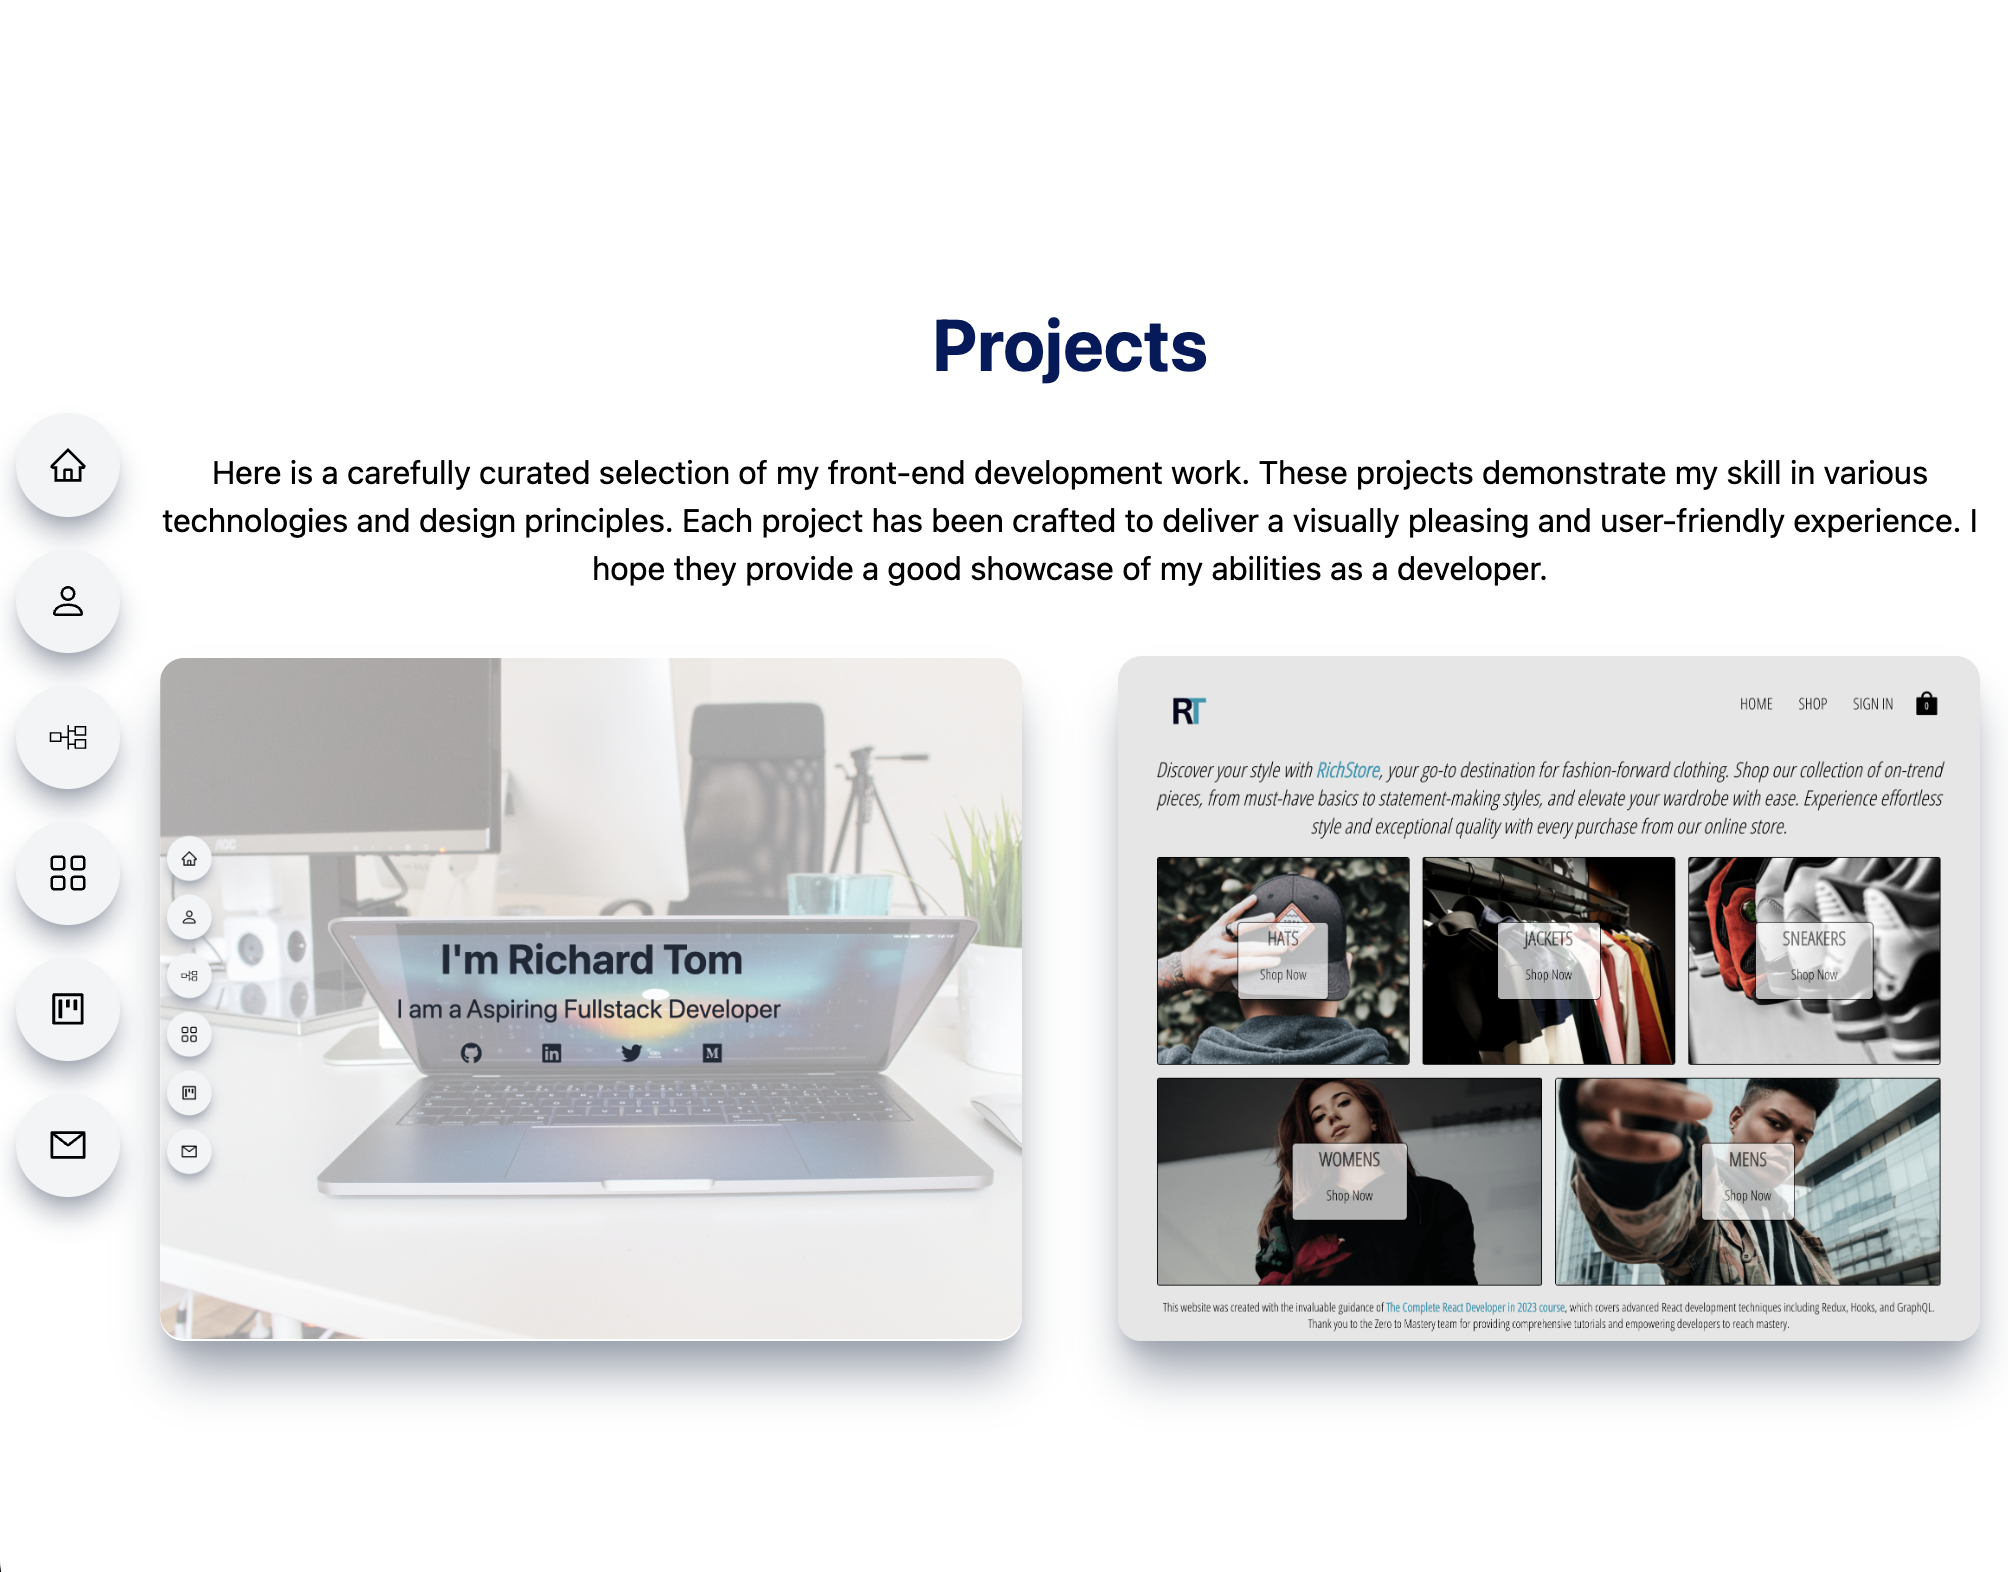 Projects
Here is a carefully curated selection of my front-end development work. These projects demonstrate my skill in various
technologies and design principles. Each project has been crafted to deliver a visually pleasing and user-friendly experience. I
hope they provide a good showcase of my abilities as a developer.
AOC
I'm Richard Tom
I am a Aspiring Fullstack Developer
RT
HOME SHOP SIGN IN 0
Discover your style with RichStore, your go-to destination for fashion-forward clothing. Shop our collection of on-trend
pieces, from must-have basics to statement-making styles, and elevate your wardrobe with ease. Experience effortless
style and exceptional quality with every purchase from our online store.
HATS
Shop Now
JACKETS
Shop Now
SNEAKERS
Shop Now
WOMENS
Shop Now
MENS
Shop Now
This website was created with the invaluable guidance of The Complete React Developer in 2023 course, which covers advanced React development techniques including Redux, Hooks, and GraphQL.
Thank you to the Zero to Mastery team for providing comprehensive tutorials and empowering developers to reach mastery.